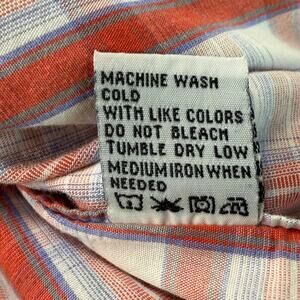 MACHINE WASH
COLD
WITH LIKE COLORS
DO NOT BLEACH
TUMBLE DRY LOW
MEDIUM IRON WHEN
NEEDED